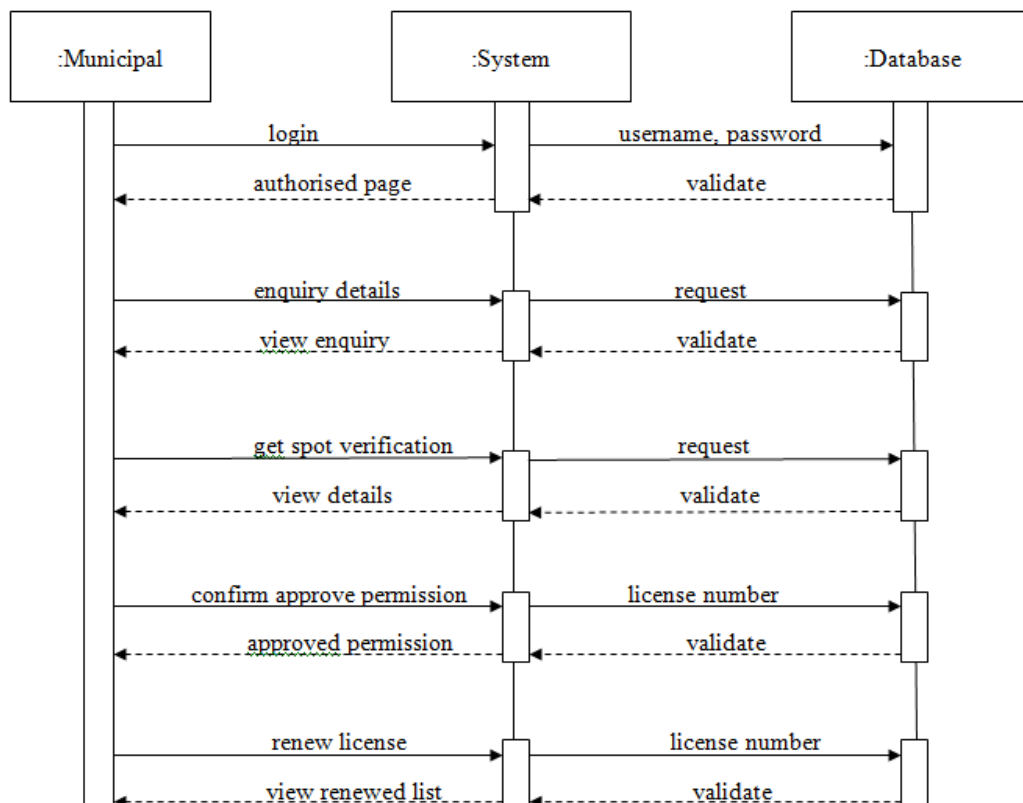 :Municipal
:System
:Database
login
username, password
authorised page
validate
enquiry details
request
view enquiry
validate
get spot verification
request
view details
validate
confirm approve permission
license number
approved permission
validate
renew license
license number
view renewed list
validate